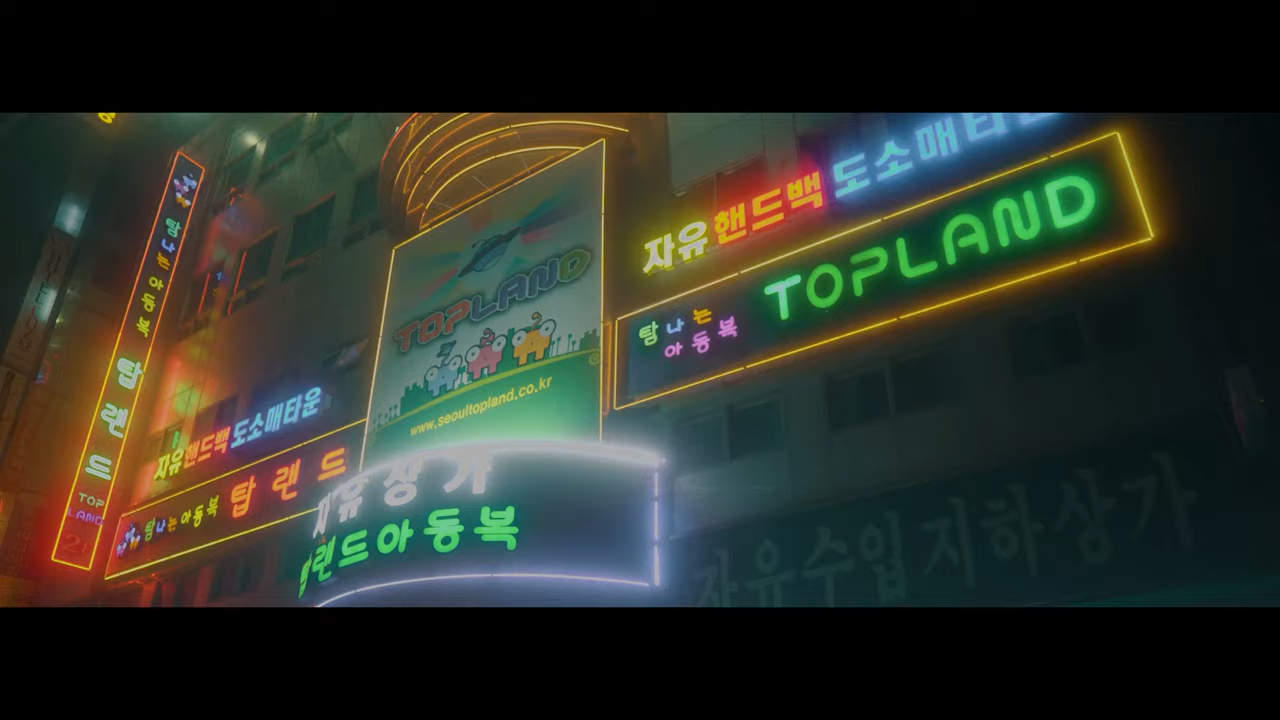 탐나는아동복
탑랜드
TOP
LAND
21
자유핸드백도소매타운
탐나는아동복
탑랜드
TOPLAND
www.seoultopland.co.kr
자유상가
탑랜드아동복
자유핸드백도소매타운
탐나는
아동복
TOPLAND
자유수입지하상가